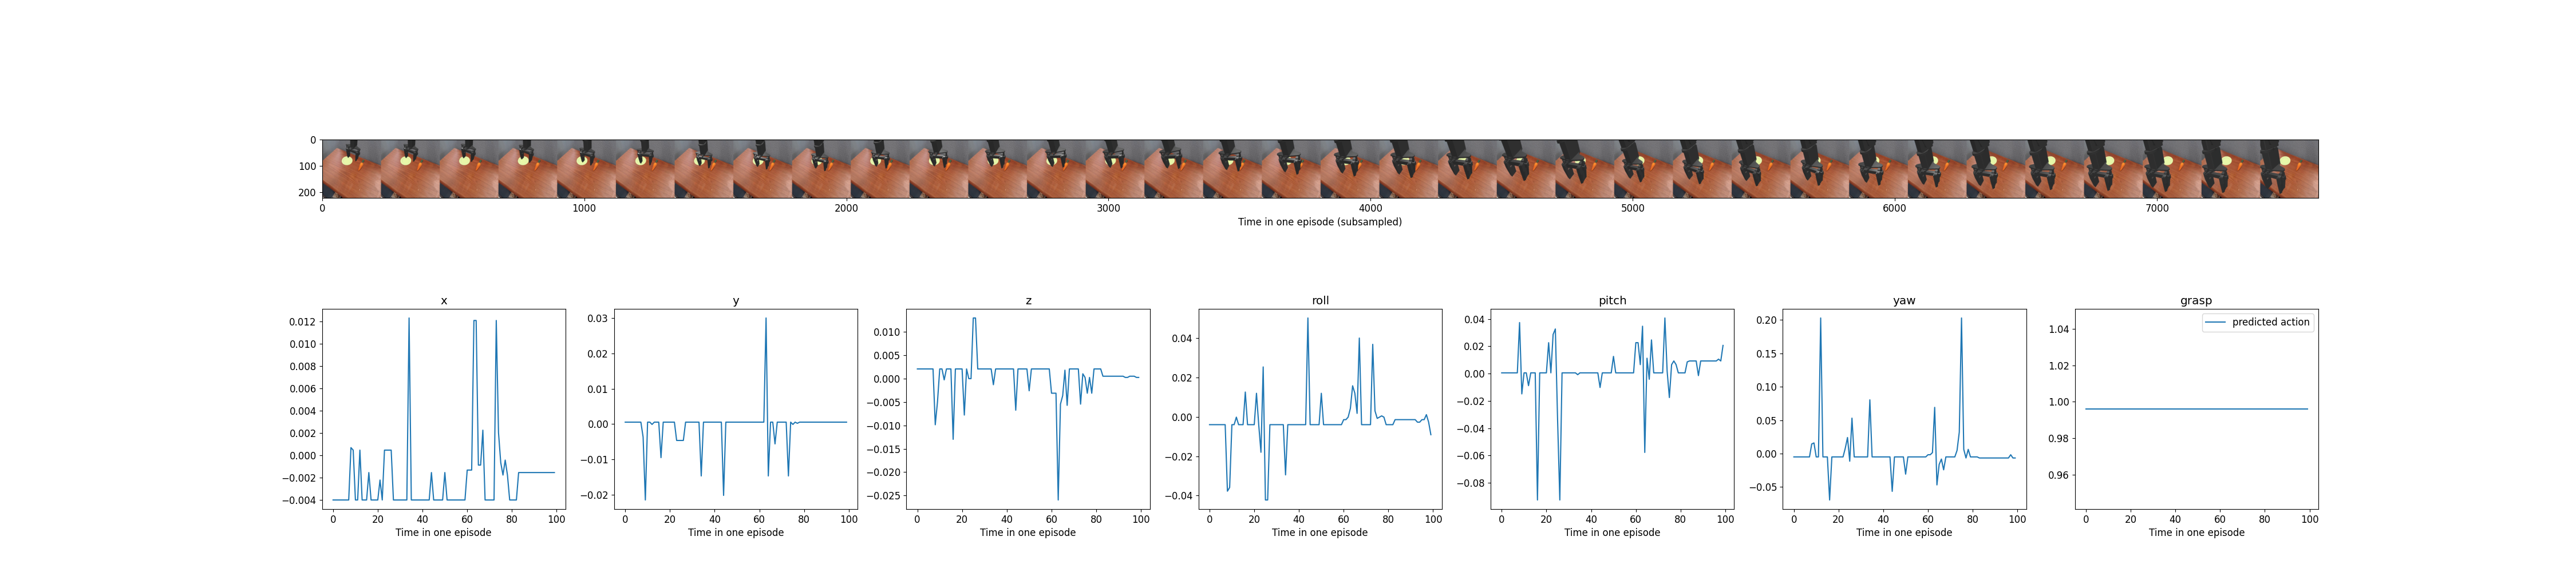 0
100
200
0 1000 2000 3000 4000 5000 6000 7000
Time in one episode (subsampled)
x
0.012
0.010
0.008
0.006
0.004
0.002
0.000
−0.002
−0.004
0 20 40 60 80 100
Time in one episode
y
0.03
0.02
0.01
0.00
−0.01
−0.02
0 20 40 60 80 100
Time in one episode
z
0.010
0.005
0.000
−0.005
−0.010
−0.015
−0.020
−0.025
0 20 40 60 80 100
Time in one episode
roll
0.04
0.02
0.00
−0.02
−0.04
0 20 40 60 80 100
Time in one episode
pitch
0.04
0.02
0.00
−0.02
−0.04
−0.06
−0.08
0 20 40 60 80 100
Time in one episode
yaw
0.20
0.15
0.10
0.05
0.00
−0.05
0 20 40 60 80 100
Time in one episode
grasp
predicted action
1.04
1.02
1.00
0.98
0.96
0 20 40 60 80 100
Time in one episode